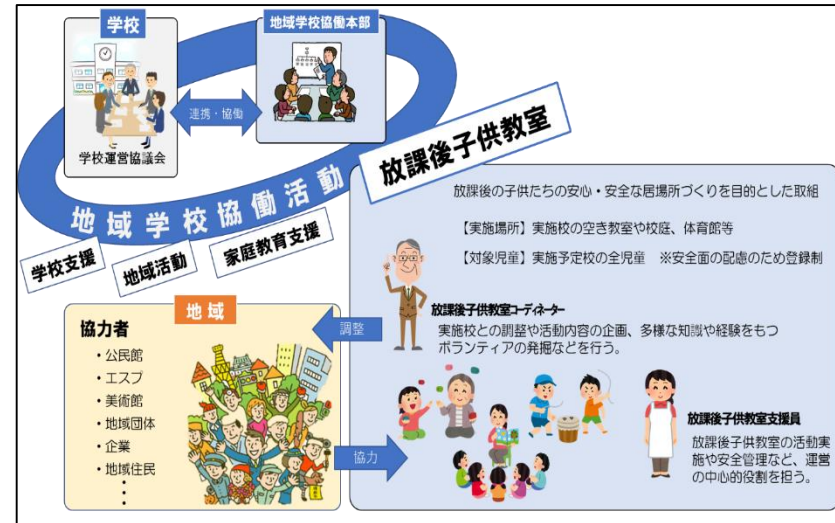 学校
地域学校協働本部
連携・協働
学校運営協議会
地域学校協働活動
学校支援
地域活動
家庭教育支援
放課後子供教室
放課後の子供たちの安心・安全な居場所づくりを目的とした取組
【実施場所】実施校の空き教室や校庭、体育館等
【対象児童】実施予定校の全児童　※安全面の配慮のため登録制
放課後子供教室コーディネーター
実施校との調整や活動内容の企画、多様な知識や経験をもつ
ボランティアの発掘などを行う。
調整
地域
協力者
・公民館
・エスプ
・美術館
・地域団体
・企業
・地域住民
・
・
・
協力
放課後子供教室支援員
放課後子供教室の活動実
施や安全管理など、運営
の中心的役割を担う。